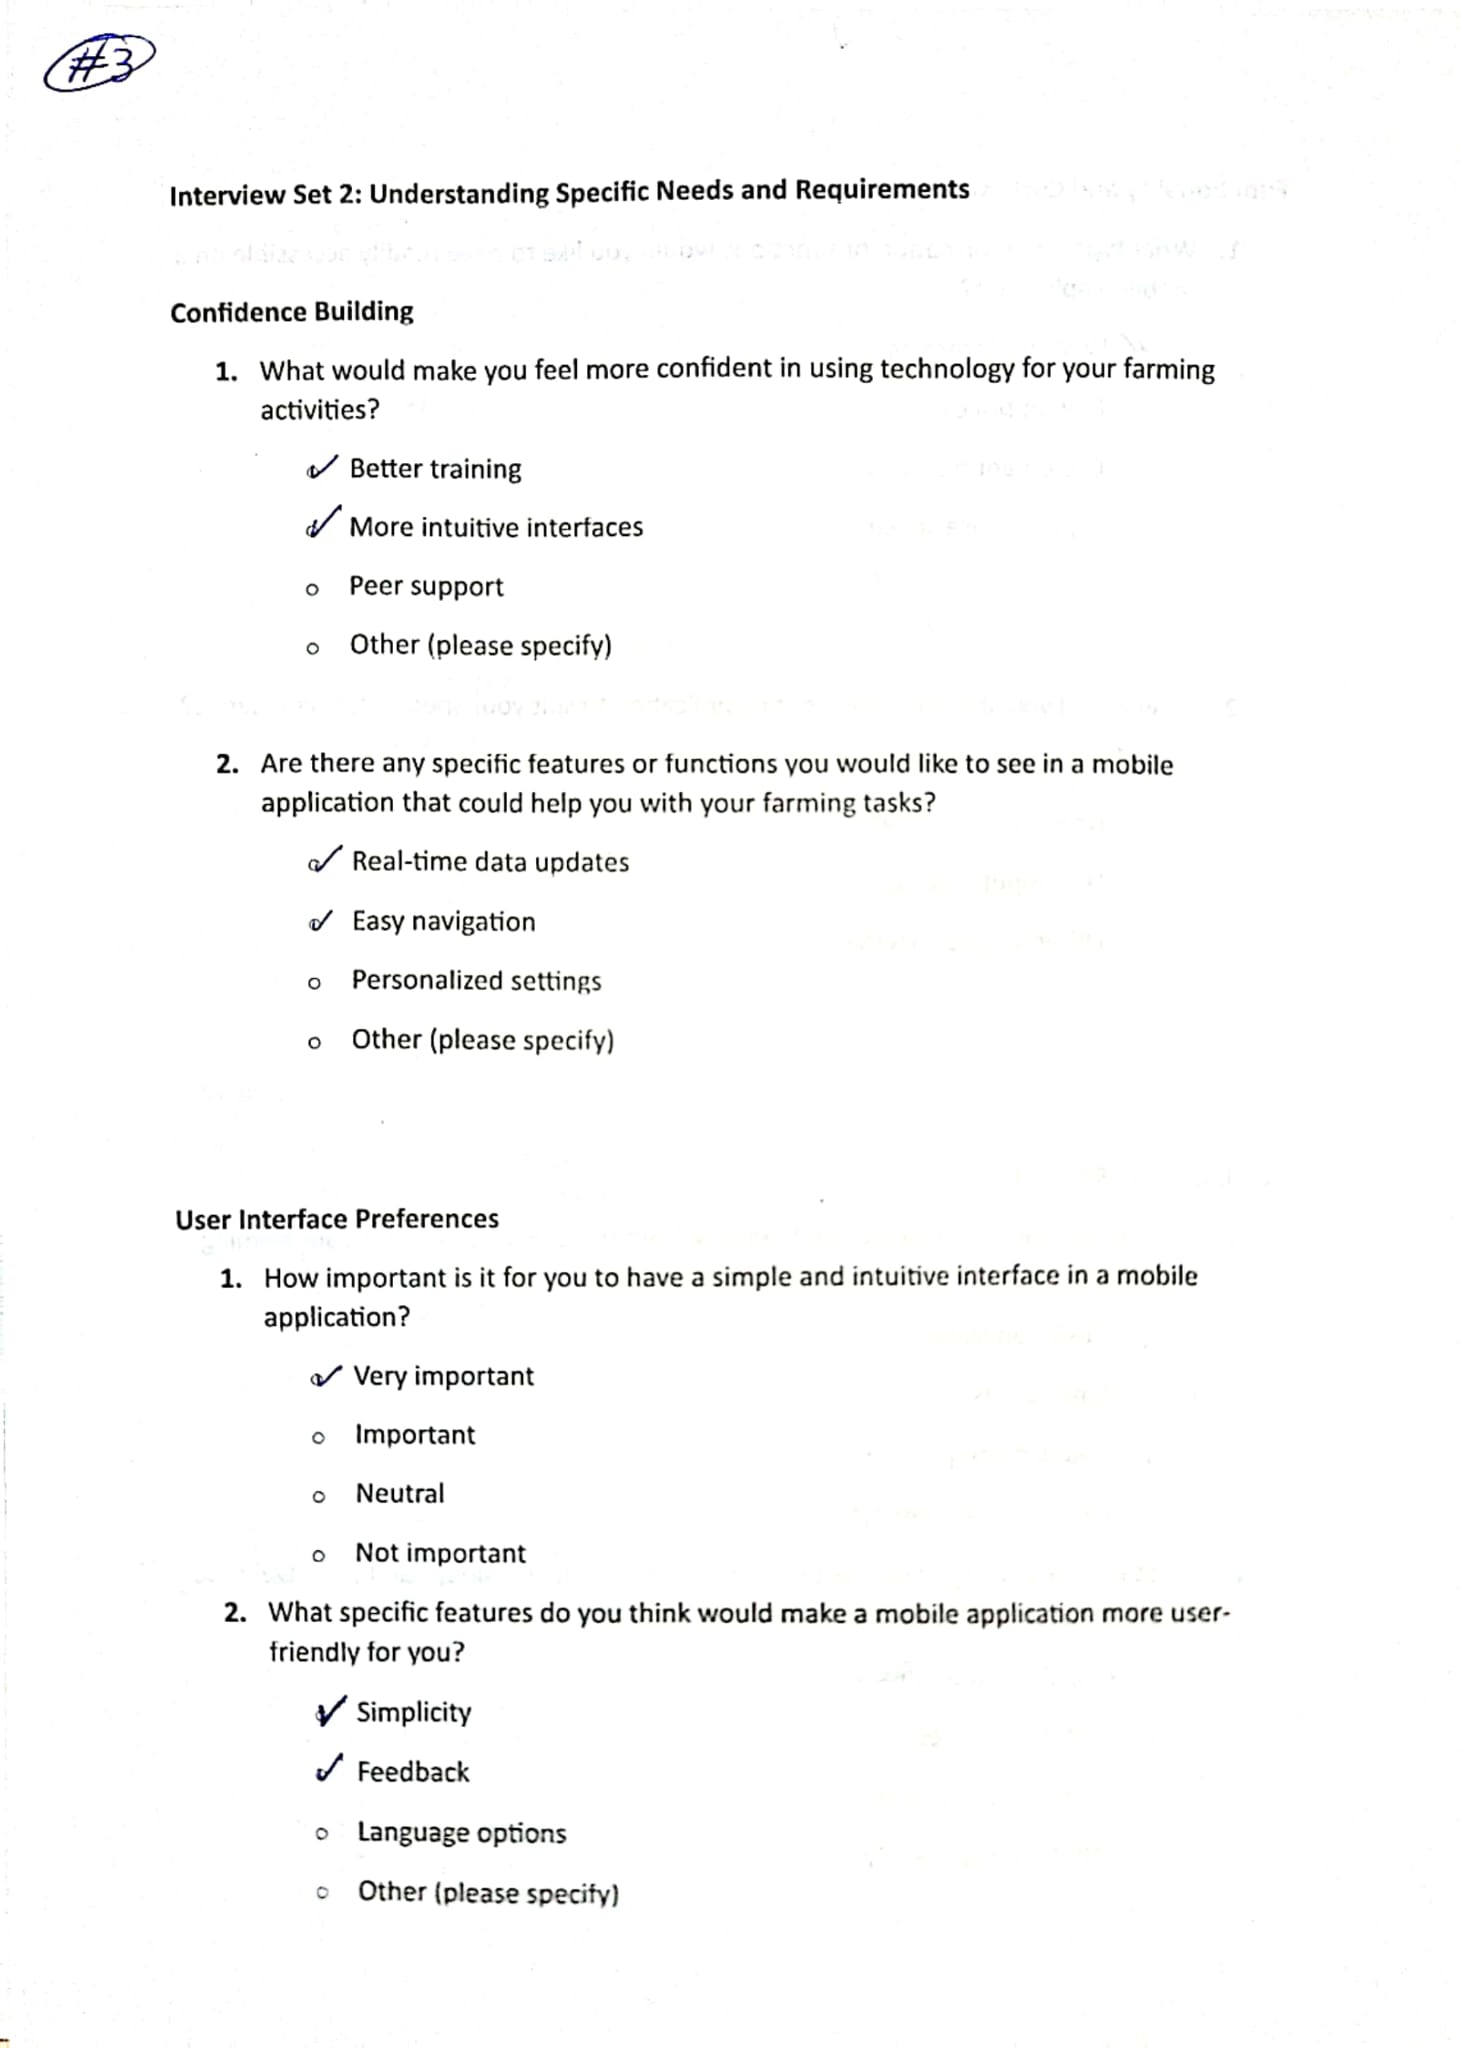 #3
Interview Set 2: Understanding Specific Needs and Requirements
Confidence Building
1. What would make you feel more confident in using technology for your farming
activities?
✓ Better training
✓ More intuitive interfaces
o Peer support
o Other (please specify)
2. Are there any specific features or functions you would like to see in a mobile
application that could help you with your farming tasks?
✓ Real-time data updates
✓ Easy navigation
o Personalized settings
o Other (please specify)
User Interface Preferences
1. How important is it for you to have a simple and intuitive interface in a mobile
application?
✓ Very important
o Important
o Neutral
o Not important
2. What specific features do you think would make a mobile application more user-
friendly for you?
✓ Simplicity
✓ Feedback
o Language options
o Other (please specify)